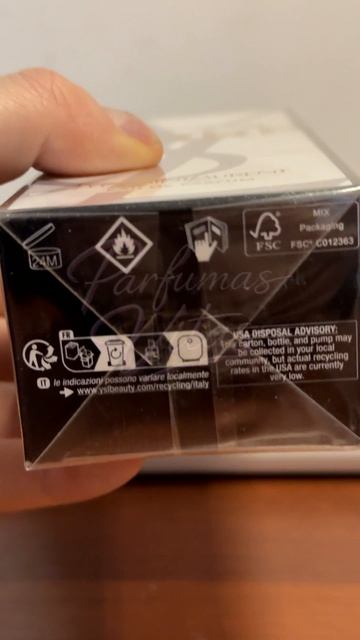 LAURENT
24M
FSC
MIX
Packaging
FSC® C012363
Parfumas
FR
USA DISPOSAL ADVISORY:
The carton, bottle, and pump may
be collected in your local
community, but actual recycling
rates in the USA are currently
very low.
IT le indicazioni possono variare localmente
www.yslbeauty.com/recycling/italy